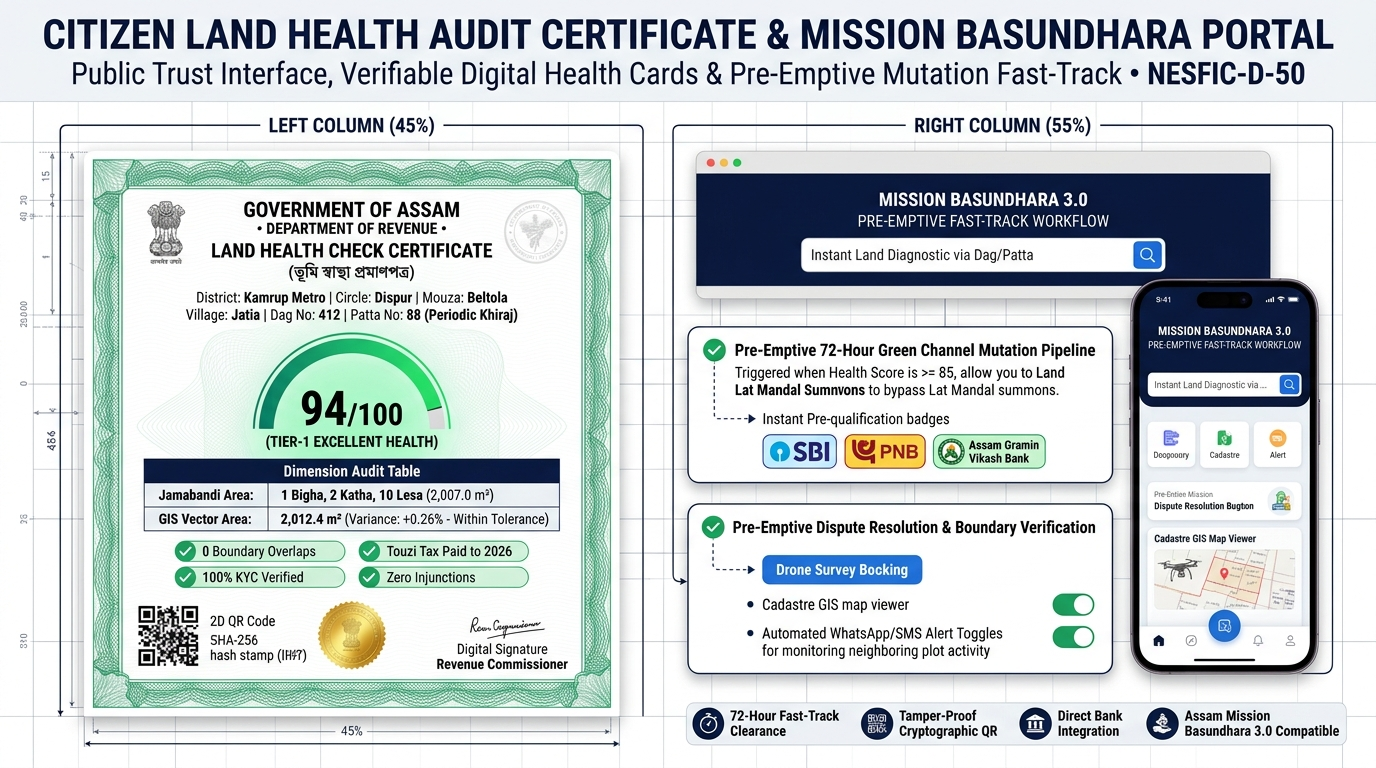 CITIZEN LAND HEALTH AUDIT CERTIFICATE & MISSION BASUNDHARA PORTAL
Public Trust Interface, Verifiable Digital Health Cards & Pre-Emptive Mutation Fast-Track • NESFIC-D-50
LEFT COLUMN (45%)
GOVERNMENT OF ASSAM
• DEPARTMENT OF REVENUE •
LAND HEALTH CHECK CERTIFICATE
District: Kamrup Metro | Circle: Dispur | Mouza: Beltola
Village: Jatia | Dag No: 412 | Patta No: 88 (Periodic Khiraj)
94/100
(TIER-1 EXCELLENT HEALTH)
Dimension Audit Table
Jamabandi Area: 1 Bigha, 2 Katha, 10 Lesa (2,007.0 m²)
GIS Vector Area: 2,012.4 m² (Variance: +0.26% - Within Tolerance)
0 Boundary Overlaps
Touzi Tax Paid to 2026
100% KYC Verified
Zero Injunctions
2D QR Code
SHA-256
hash stamp
Digital Signature
Revenue Commissioner
45%
RIGHT COLUMN (55%)
MISSION BASUNDHARA 3.0
PRE-EMPTIVE FAST-TRACK WORKFLOW
Instant Land Diagnostic via Dag/Patta
Pre-Emptive 72-Hour Green Channel Mutation Pipeline
Triggered when Health Score is >= 85, allow you to Land
Lat Mandal Sumnvons to bypass Lat Mandal summons.
Instant Pre-qualification badges
SBI
PNB
Assam Gramin
Vikash Bank
Pre-Emptive Dispute Resolution & Boundary Verification
Drone Survey Bocking
• Cadastre GIS map viewer
• Automated WhatsApp/SMS Alert Toggles
for monitoring neighboring plot activity
MISSION BASUNDNARA 3.0
PRE-EMPTIVE FAST-TRACK WORKFLOW
Instant Land Diagnostic via ...
Doopooory
Cadastre
Alert
Pre-Entiee Mission
Dispute Resolution Bugton
Cadastre GIS Map Viewer
72-Hour Fast-Track
Clearance
Tamper-Proof
Cryptographic QR
Direct Bank
Integration
Assam Mission
Basundhara 3.0 Compatible